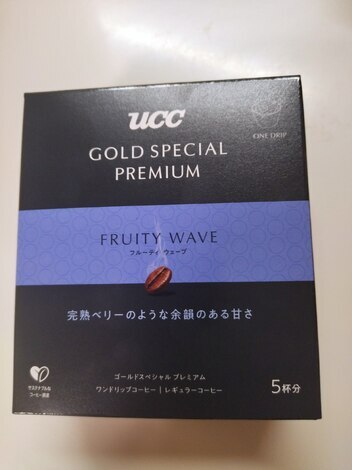 UCC
ONE DRIP
GOLD SPECIAL
PREMIUM
FRUITY WAVE
フルーティ ウェーブ
完熟ベリーのような余韻のある甘さ
サステナブルな
コーヒー調達
ゴールドスペシャル プレミアム
ワンドリップコーヒー | レギュラーコーヒー
5杯分